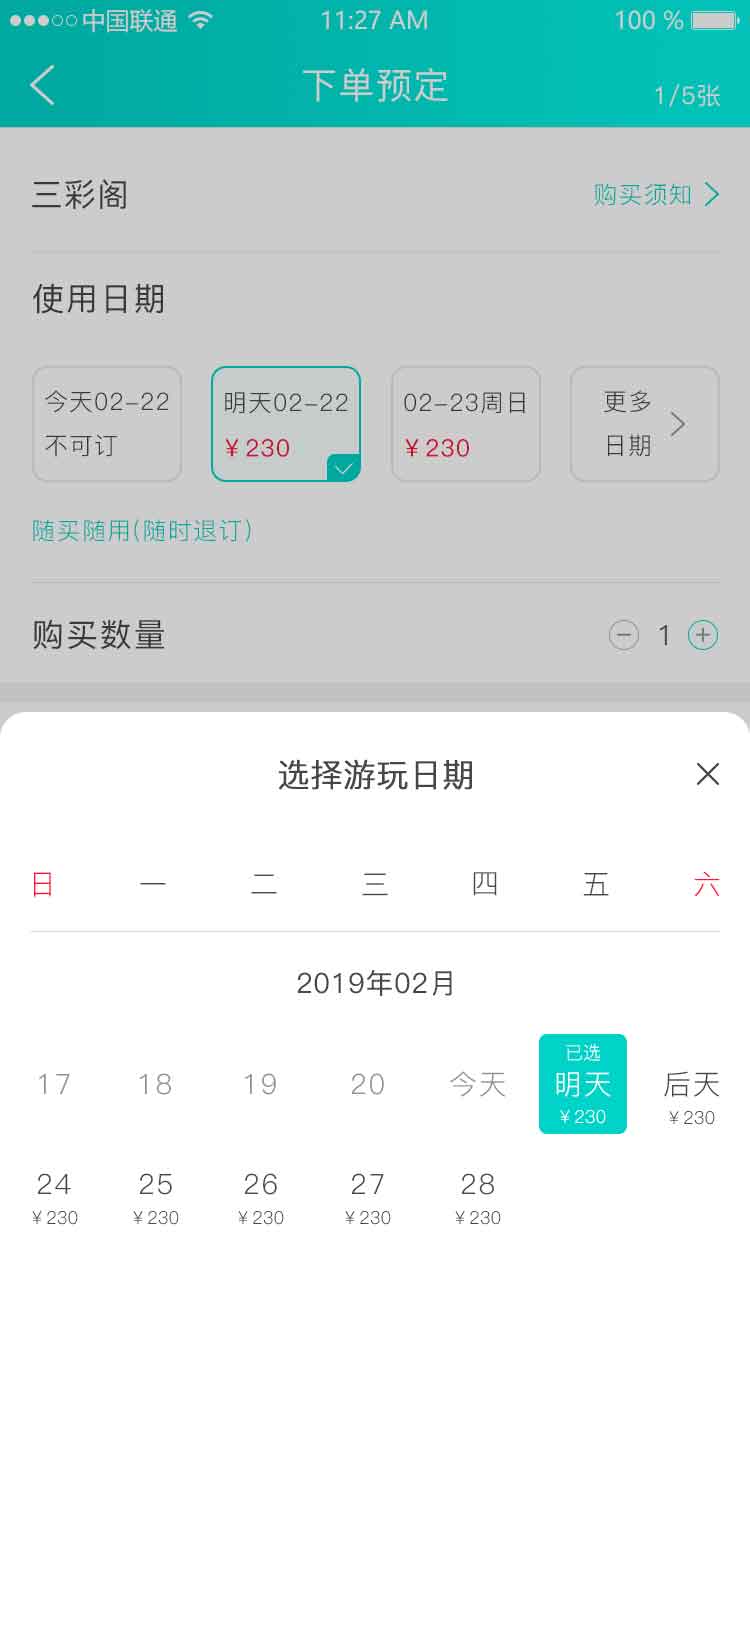 中国联通 11:27 AM 100 %
下单预定 1/5张
三彩阁 购买须知
使用日期
今天02-22 明天02-22 02-23周日 更多
不可订 ¥230 ¥230 日期
随买随用(随时退订)
购买数量 1
选择游玩日期
日 一 二 三 四 五 六
2019年02月
已选
17 18 19 20 今天 明天 后天
¥230 ¥230
24 25 26 27 28
¥230 ¥230 ¥230 ¥230 ¥230